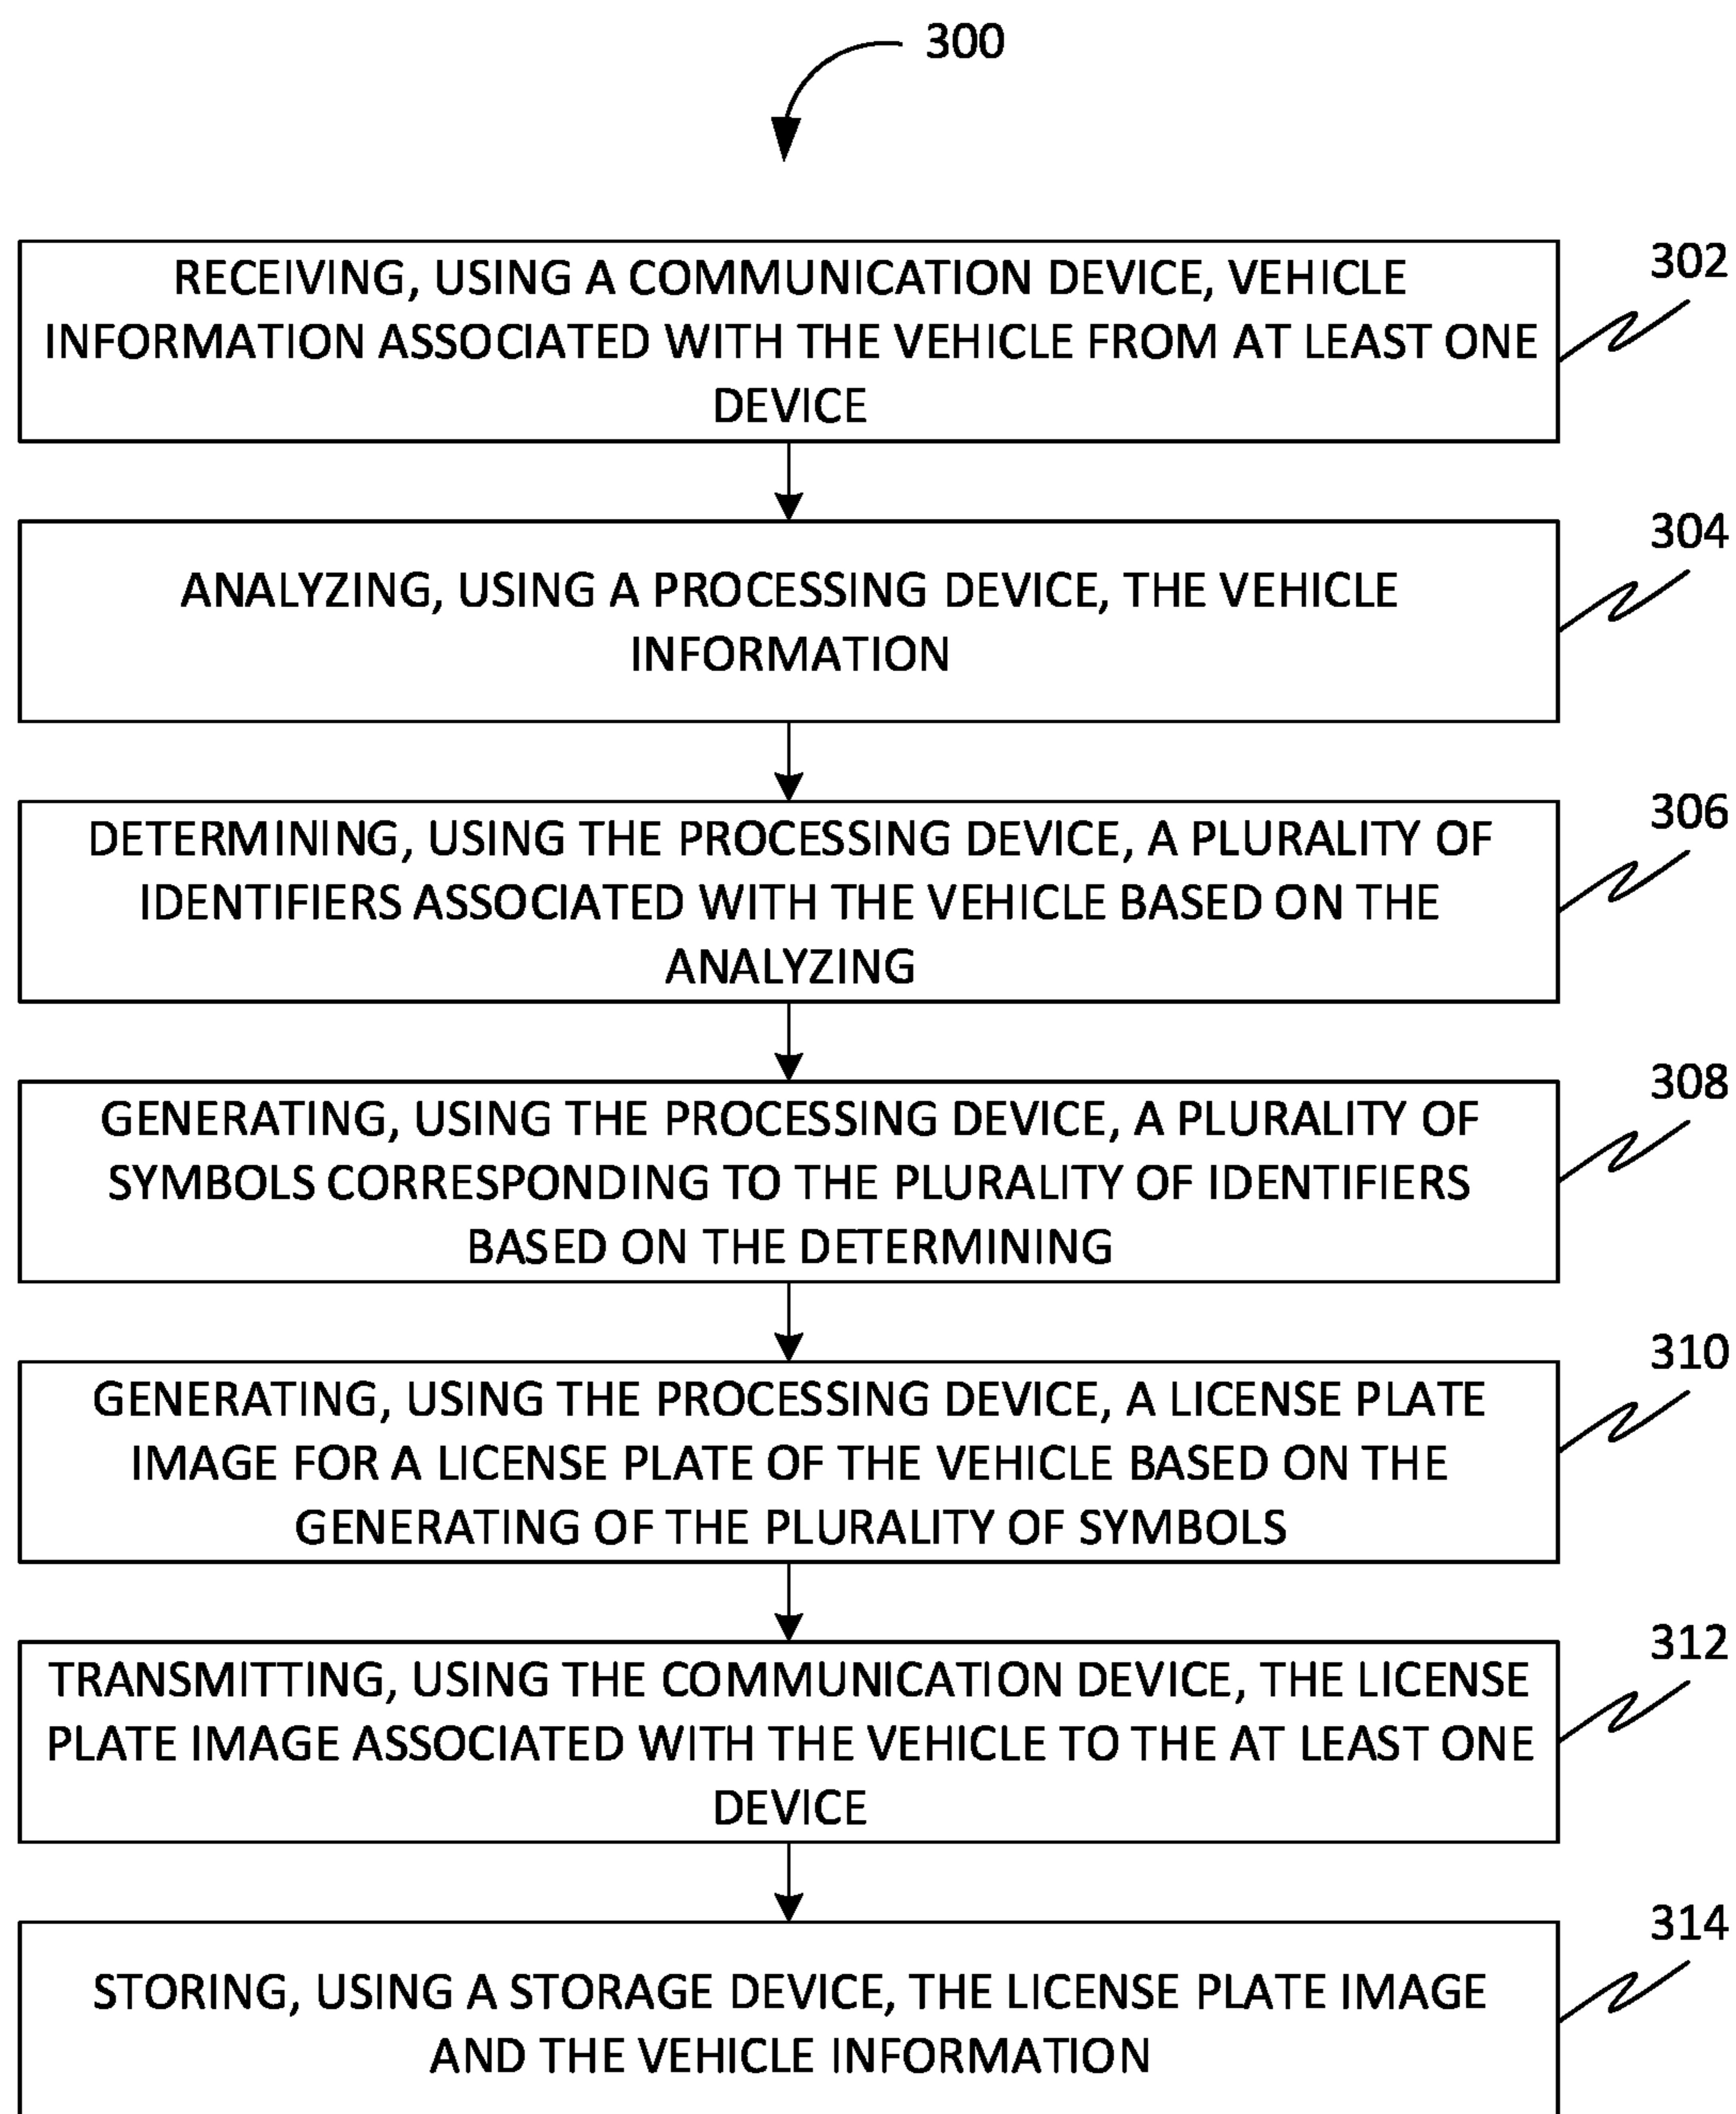 300
302
RECEIVING, USING A COMMUNICATION DEVICE, VEHICLE
INFORMATION ASSOCIATED WITH THE VEHICLE FROM AT LEAST ONE
DEVICE
304
ANALYZING, USING A PROCESSING DEVICE, THE VEHICLE
INFORMATION
306
DETERMINING, USING THE PROCESSING DEVICE, A PLURALITY OF
IDENTIFIERS ASSOCIATED WITH THE VEHICLE BASED ON THE
ANALYZING
308
GENERATING, USING THE PROCESSING DEVICE, A PLURALITY OF
SYMBOLS CORRESPONDING TO THE PLURALITY OF IDENTIFIERS
BASED ON THE DETERMINING
310
GENERATING, USING THE PROCESSING DEVICE, A LICENSE PLATE
IMAGE FOR A LICENSE PLATE OF THE VEHICLE BASED ON THE
GENERATING OF THE PLURALITY OF SYMBOLS
312
TRANSMITTING, USING THE COMMUNICATION DEVICE, THE LICENSE
PLATE IMAGE ASSOCIATED WITH THE VEHICLE TO THE AT LEAST ONE
DEVICE
314
STORING, USING A STORAGE DEVICE, THE LICENSE PLATE IMAGE
AND THE VEHICLE INFORMATION